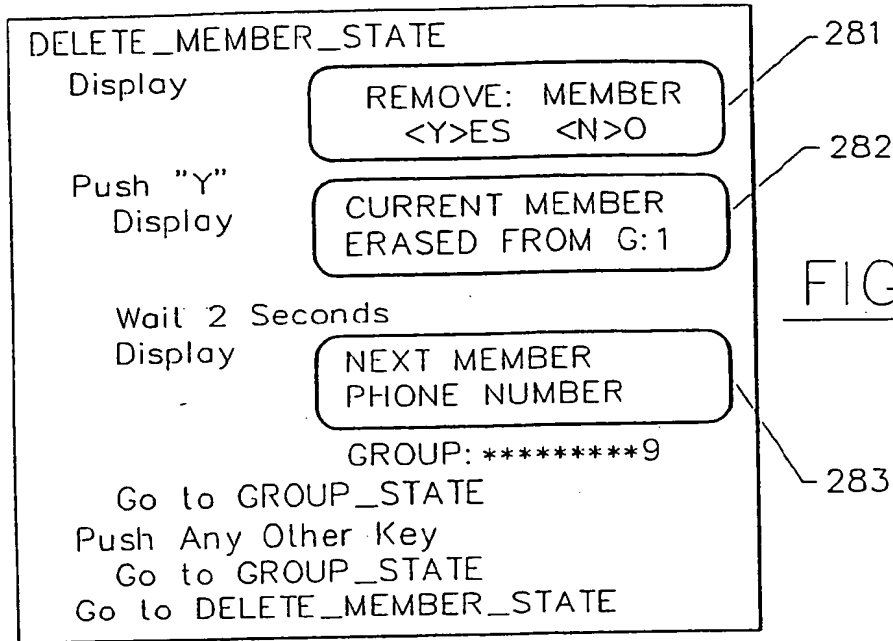 DELETE_MEMBER_STATE
281
Display
REMOVE: MEMBER
<Y>ES <N>O
282
Push "Y"
Display
CURRENT MEMBER
ERASED FROM G:1
FIG
Wait 2 Seconds
Display
NEXT MEMBER
PHONE NUMBER
GROUP:*********9
283
Go to GROUP_STATE
Push Any Other Key
Go to GROUP_STATE
Go to DELETE_MEMBER_STATE